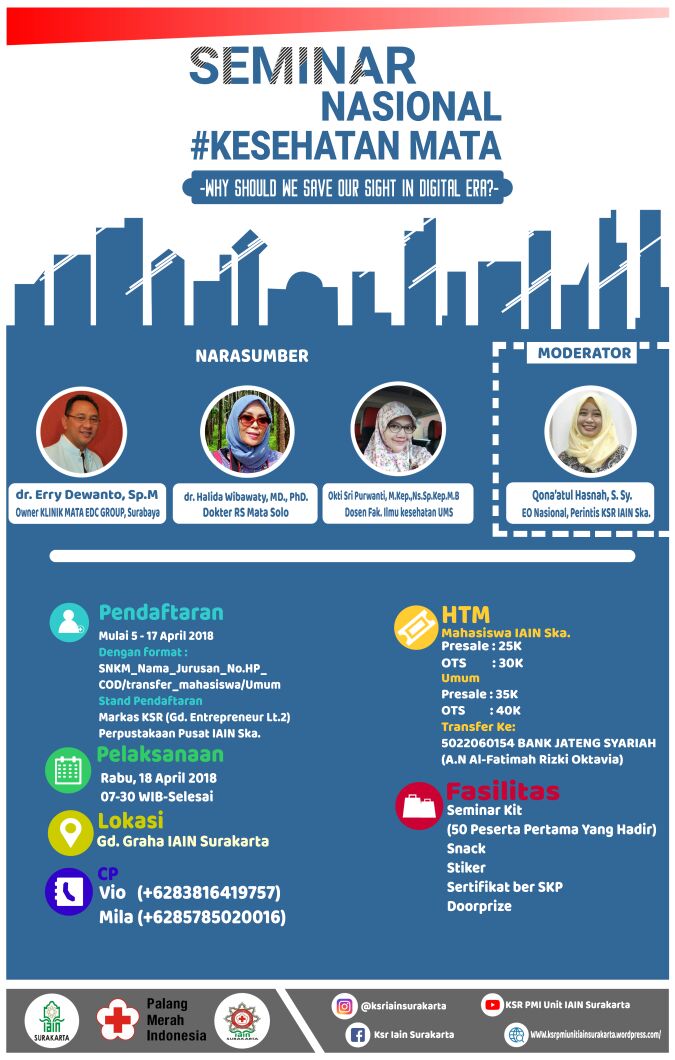 SEMINAR
NASIONAL
#KESEHATAN MATA
-WHY SHOULD WE SAVE OUR SIGHT IN DIGITAL ERA?-
NARASUMBER
MODERATOR
dr. Erry Dewanto, Sp.M
Owner KLINIK MATA EDC GROUP, Surabaya
dr. Halida Wibawaty, MD., PhD.
Dokter RS Mata Solo
Okti Sri Purwanti, M.Kep.,Ns.Sp.Kep.M.B
Dosen Fak. Ilmu kesehatan UMS
Qona'atul Hasnah, S. Sy.
EO Nasional, Perintis KSR IAIN Ska.
Pendaftaran
Mulai 5 - 17 April 2018
Dengan format :
SNKM_Nama_Jurusan_No.HP_
COD/transfer_mahasiswa/Umum
Stand Pendaftaran
Markas KSR (Gd. Entrepreneur Lt.2)
Perpustakaan Pusat IAIN Ska.
Pelaksanaan
Rabu, 18 April 2018
07-30 WIB-Selesai
Lokasi
Gd. Graha IAIN Surakarta
CP
Vio (+6283816419757)
Mila (+6285785020016)
HTM
Mahasiswa IAIN Ska.
Presale : 25K
OTS : 30K
Umum
Presale : 35K
OTS : 40K
Transfer Ke:
5022060154 BANK JATENG SYARIAH
(A.N Al-Fatimah Rizki Oktavia)
Fasilitas
Seminar Kit
(50 Peserta Pertama Yang Hadir)
Snack
Stiker
Sertifikat ber SKP
Doorprize
iain
SURAKARTA
Palang
Merah
Indonesia
iain
SURAKARTA
@ksriainsurakarta
KSR PMI Unit IAIN Surakarta
Ksr Iain Surakarta
www.ksrpmiunitiainsurakarta.wordpress.com/